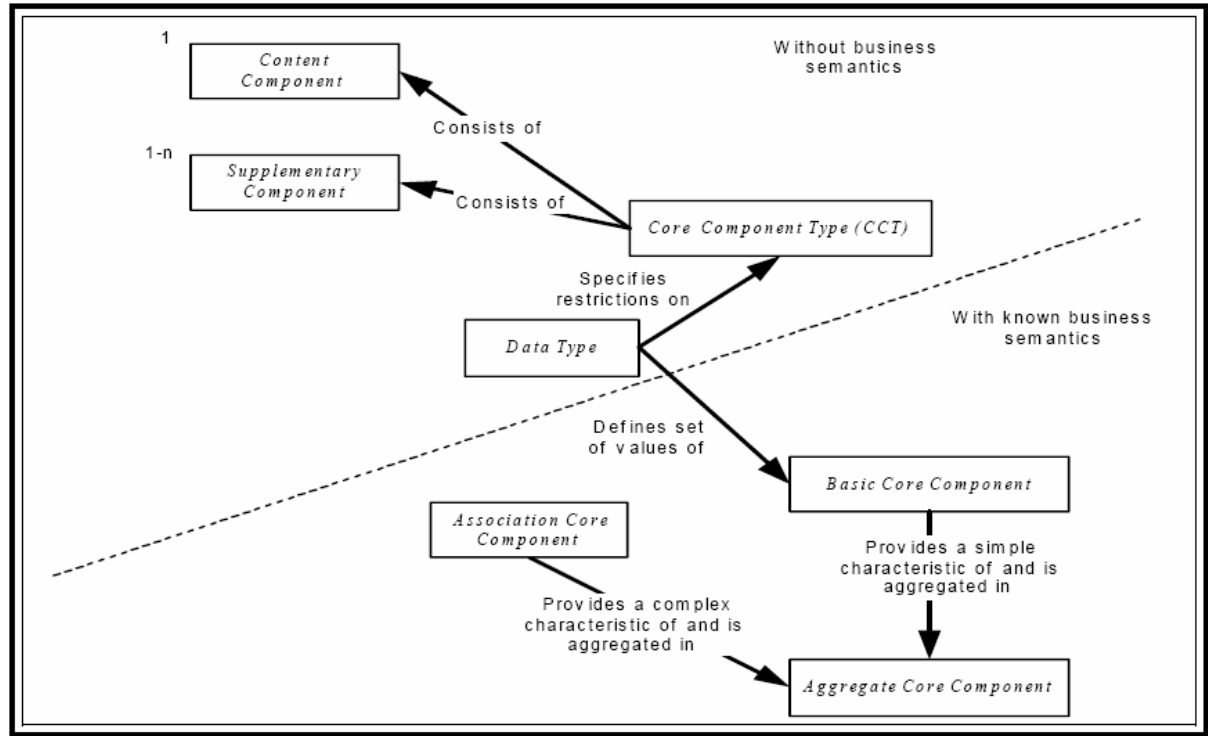 1
Content
Component
Without business
semantics
Consists of
1-n
Supplementary
Component
Consists of
Core Component Type (CCT)
Specifies
restrictions on
With known business
semantics
Data Type
Defines set
of values of
Basic Core Component
Association Core
Component
Provides a simple
characteristic of and is
aggregated in
Provides a complex
characteristic of and is
aggregated in
Aggregate Core Component